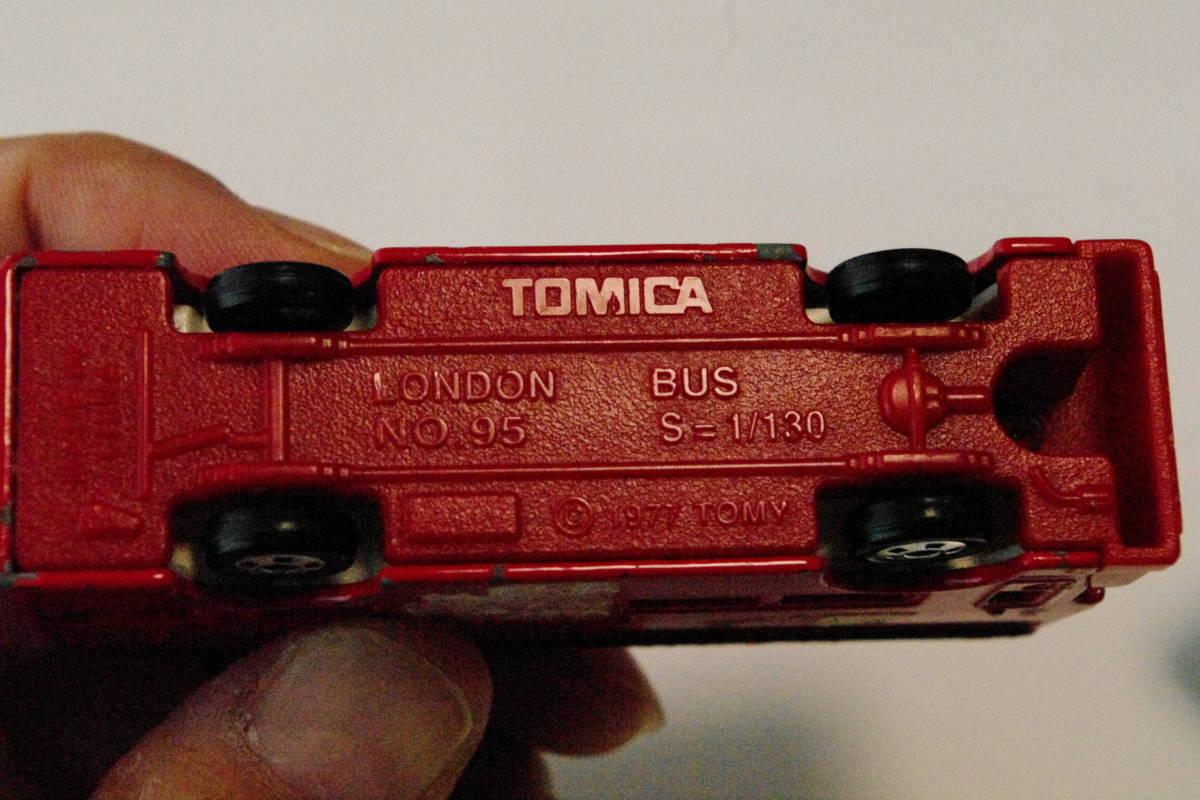 TOMICA
LONDON BUS
NO.95 S=1/130
© 1977 TOMY